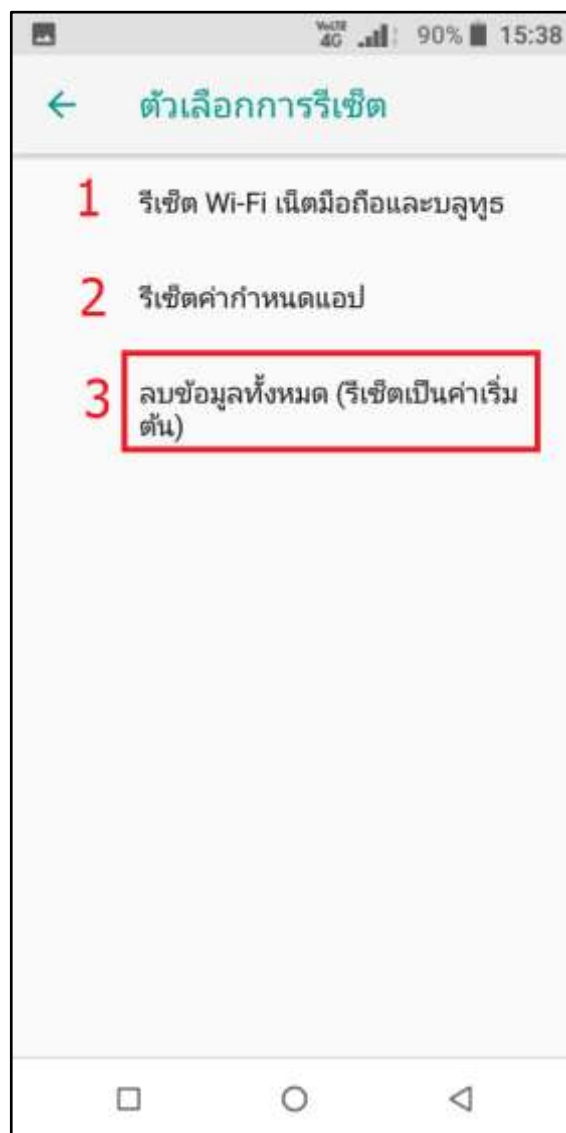 VoLTE 4G 90% 15:38
ตัวเลือกการรีเซ็ต
1 รีเซ็ต Wi-Fi เน็ตมือถือและบลูทูธ
2 รีเซ็ตค่ากำหนดแอป
3 ลบข้อมูลทั้งหมด (รีเซ็ตเป็นค่าเริ่ม
ต้น)